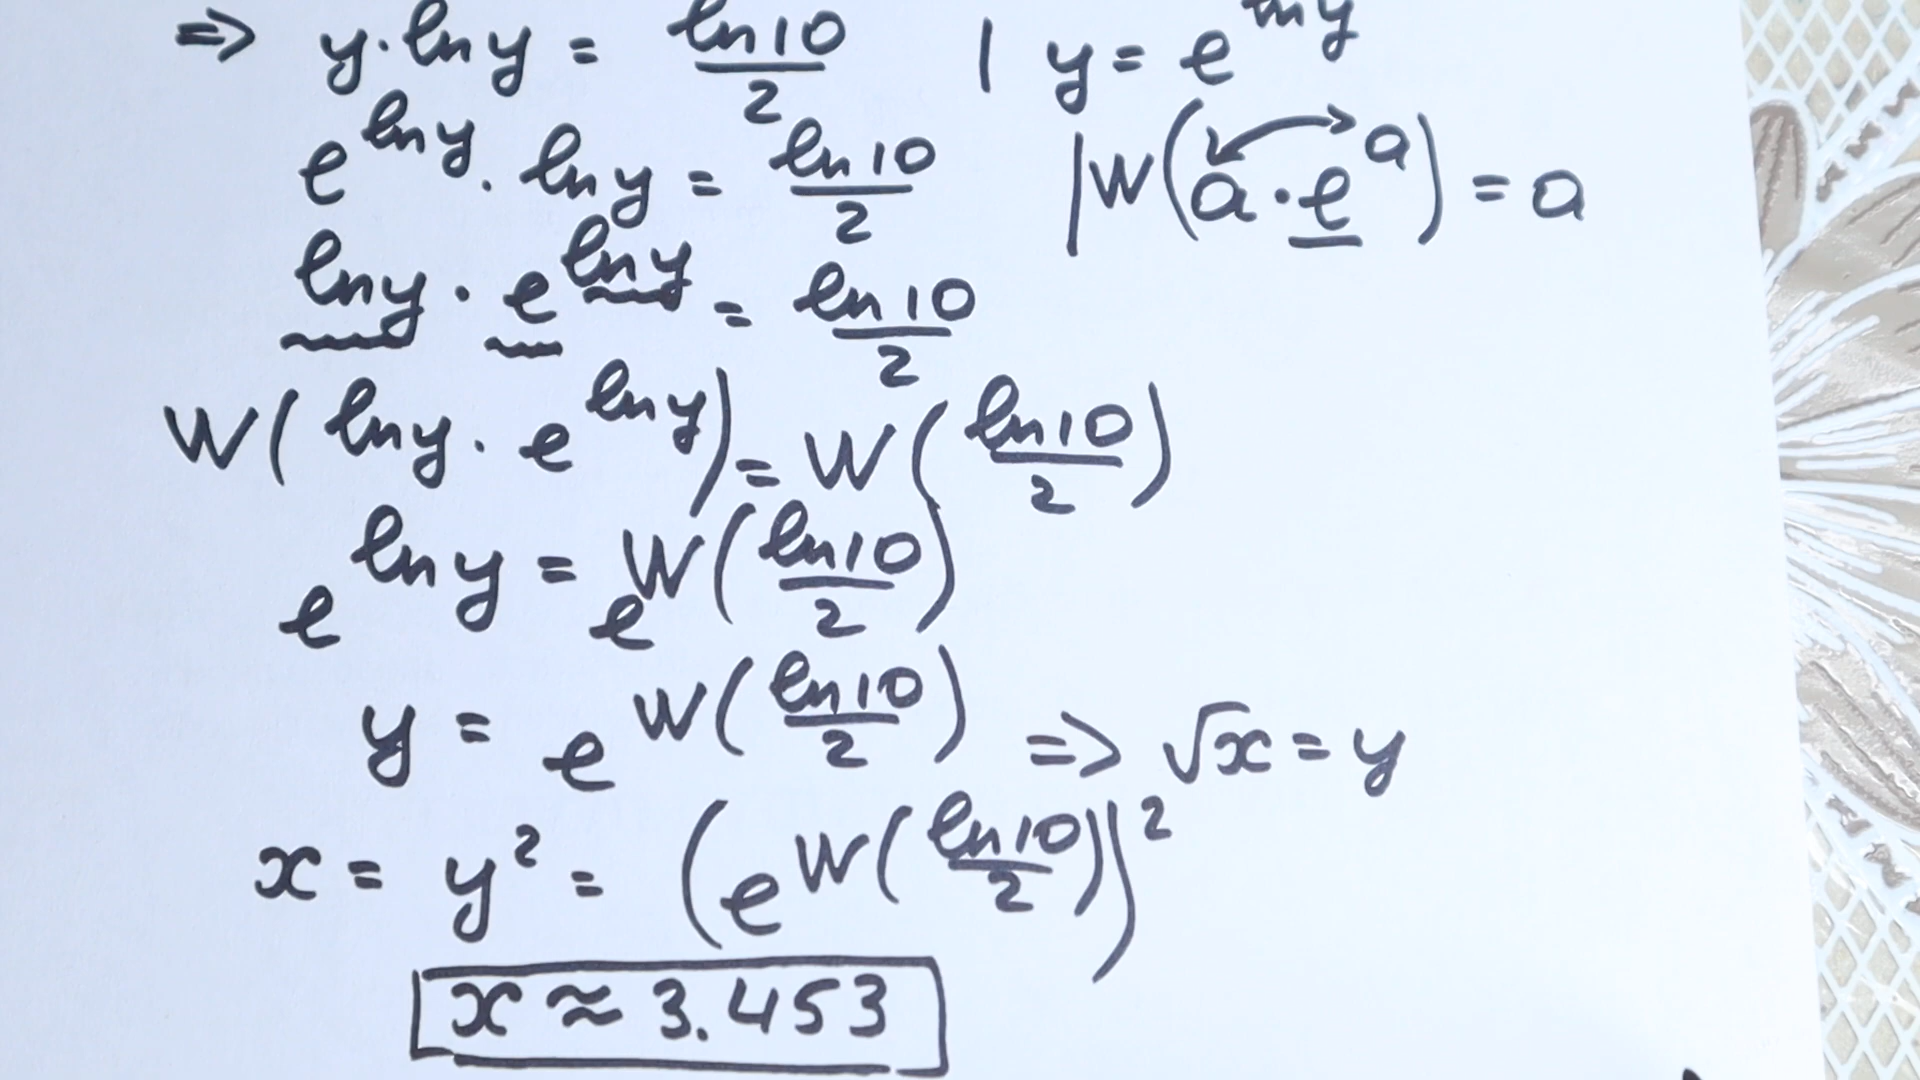 ⇒ y·ln y = ln10/2 | y = e^ln y
e^ln y · ln y = ln10/2 | W(a·e^a) = a
ln y · e^ln y = ln10/2
W(ln y · e^ln y) = W(ln10/2)
e^ln y = e^W(ln10/2)
y = e^W(ln10/2) ⇒ √x = y
x = y² = (e^W(ln10/2))²
x ≈ 3.453